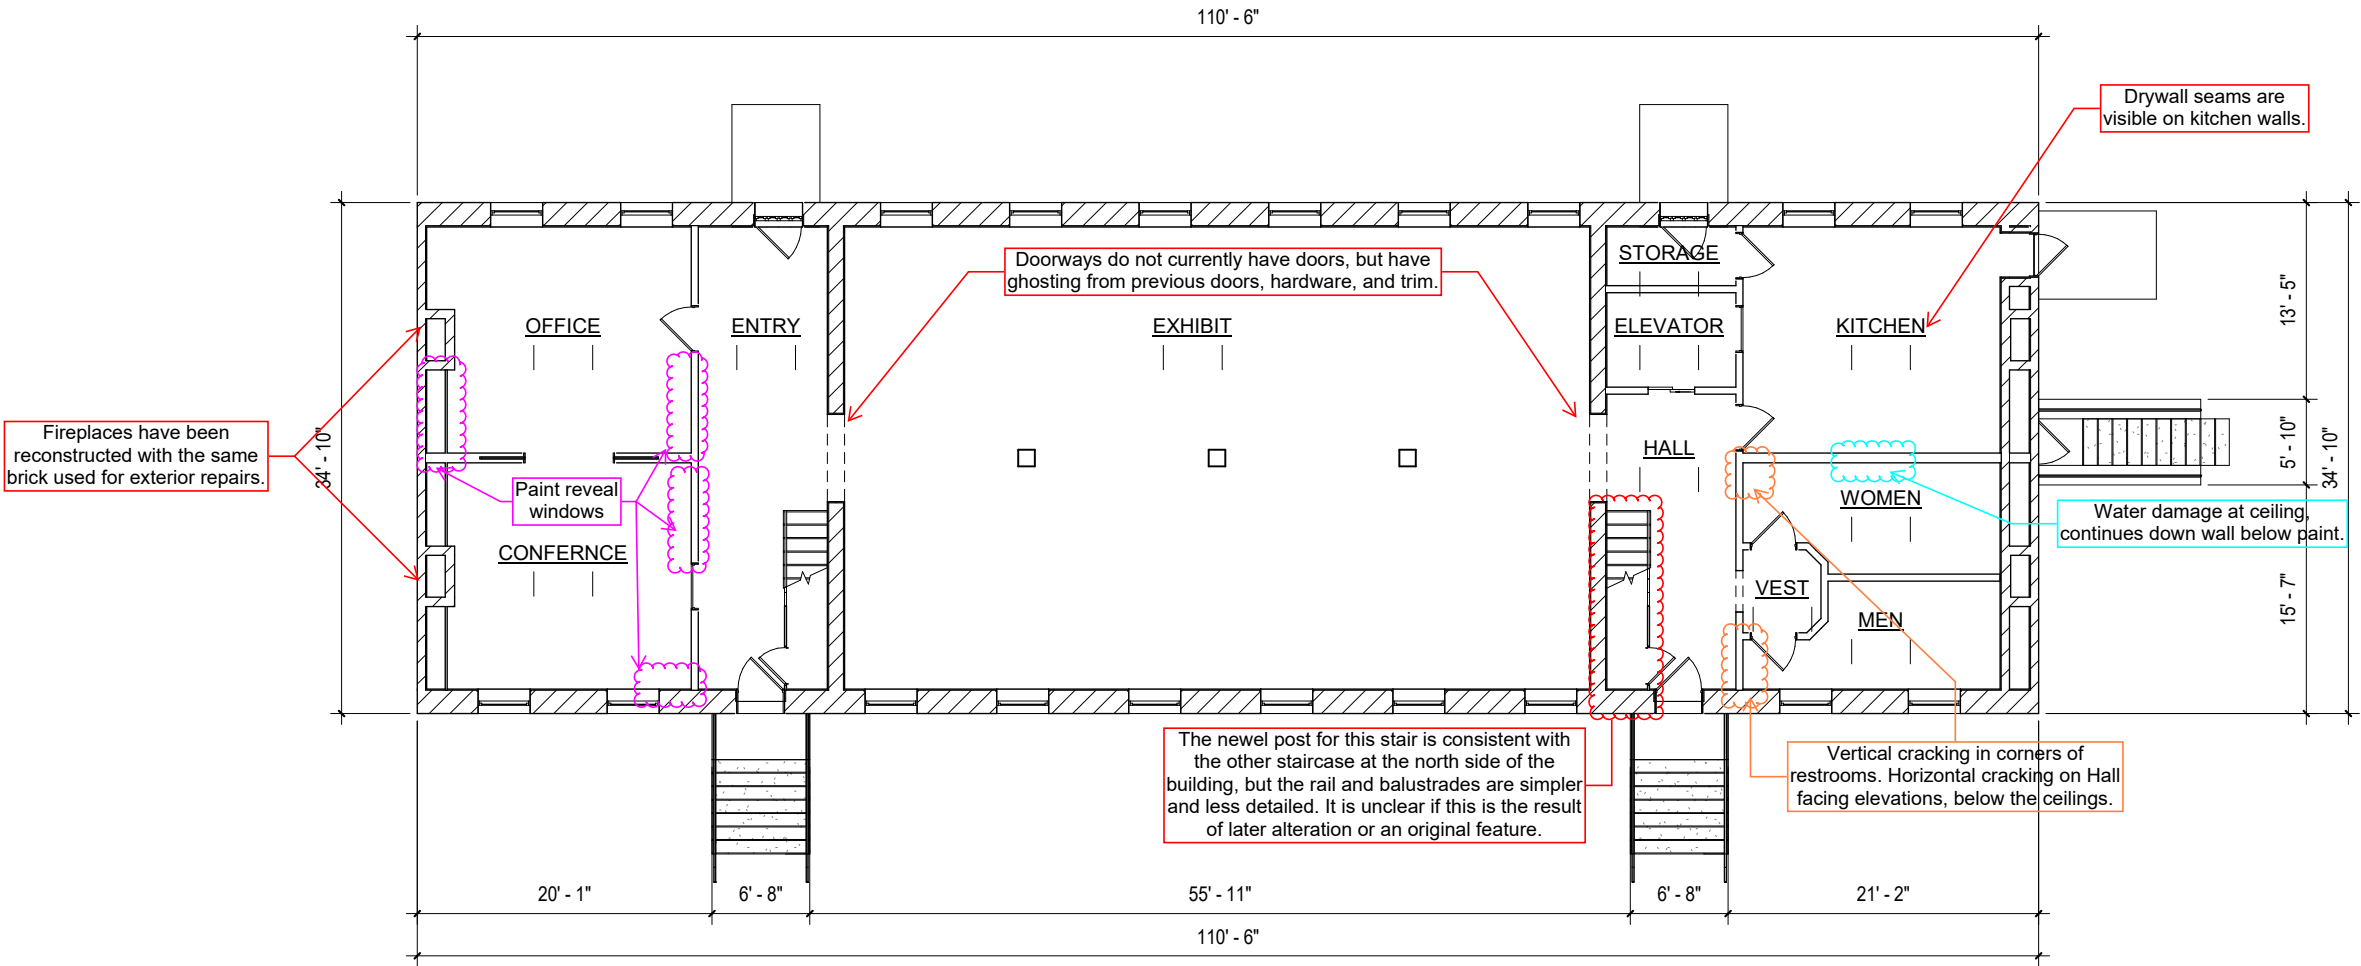 110' - 6"
Drywall seams are
visible on kitchen walls.
Doorways do not currently have doors, but have
ghosting from previous doors, hardware, and trim.
STORAGE
OFFICE
ENTRY
EXHIBIT
ELEVATOR
KITCHEN
13' - 5"
Fireplaces have been
reconstructed with the same
brick used for exterior repairs.
34' - 10"
HALL
5' - 10"
34' - 10"
Paint reveal
windows
WOMEN
Water damage at ceiling,
continues down wall below paint.
CONFERNCE
VEST
MEN
15' - 7"
The newel post for this stair is consistent with
the other staircase at the north side of the
building, but the rail and balustrades are simpler
and less detailed. It is unclear if this is the result
of later alteration or an original feature.
Vertical cracking in corners of
restrooms. Horizontal cracking on Hall
facing elevations, below the ceilings.
20' - 1"
6' - 8"
55' - 11"
6' - 8"
21' - 2"
110' - 6"